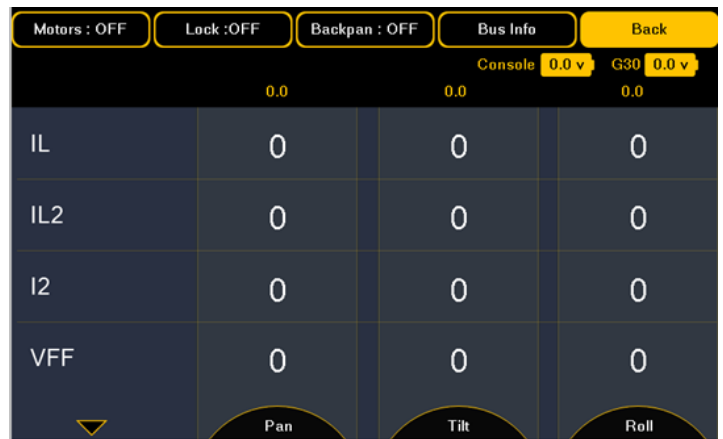 Motors : OFF Lock :OFF Backpan : OFF Bus Info Back
Console 0.0 v G30 0.0 v
0.0 0.0 0.0
IL 0 0 0
IL2 0 0 0
I2 0 0 0
VFF 0 0 0
Pan Tilt Roll